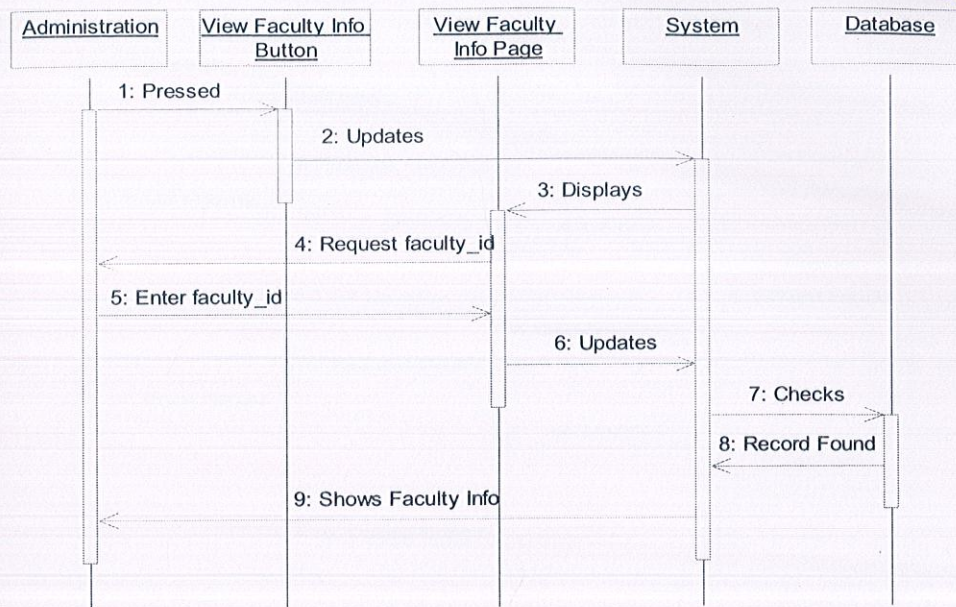 Administration
View Faculty Info
Button
View Faculty
Info Page
System
Database
1: Pressed
2: Updates
3: Displays
4: Request faculty_id
5: Enter faculty_id
6: Updates
7: Checks
8: Record Found
9: Shows Faculty Info